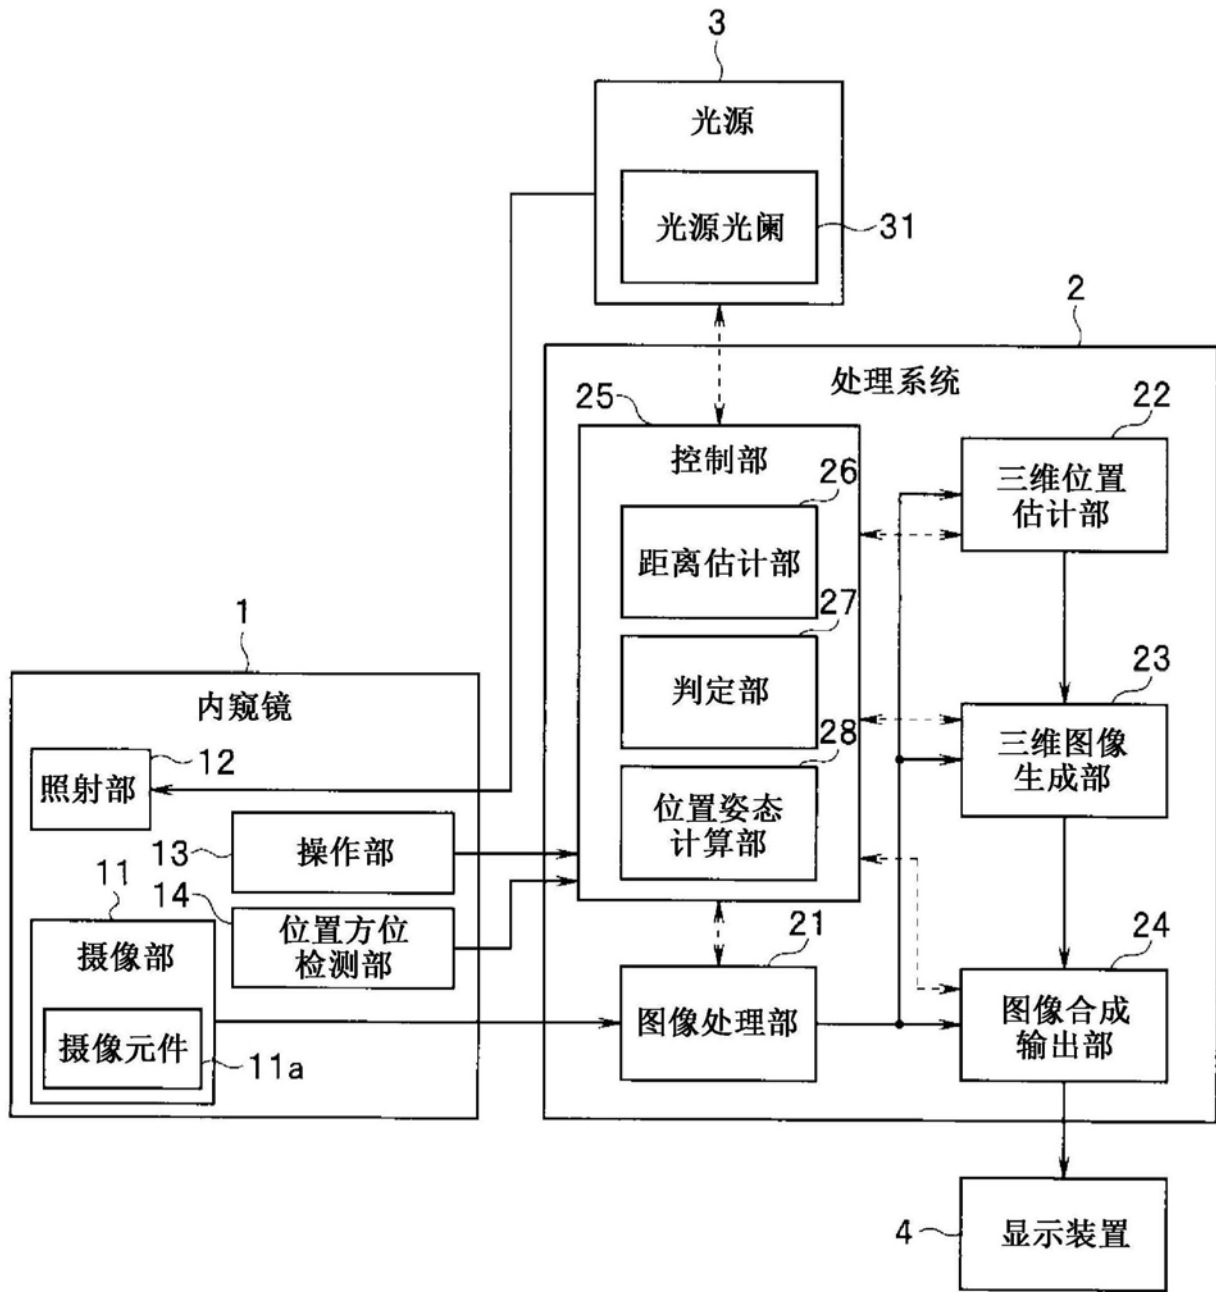 3
光源
光源光阑
31
2
处理系统
25
控制部
22
三维位置
估计部
26
距离估计部
27
判定部
23
三维图像
生成部
28
位置姿态
计算部
1
内窥镜
12
照射部
13
操作部
14
位置方位
检测部
11
摄像部
摄像元件
11a
21
图像处理部
24
图像合成
输出部
4
显示装置